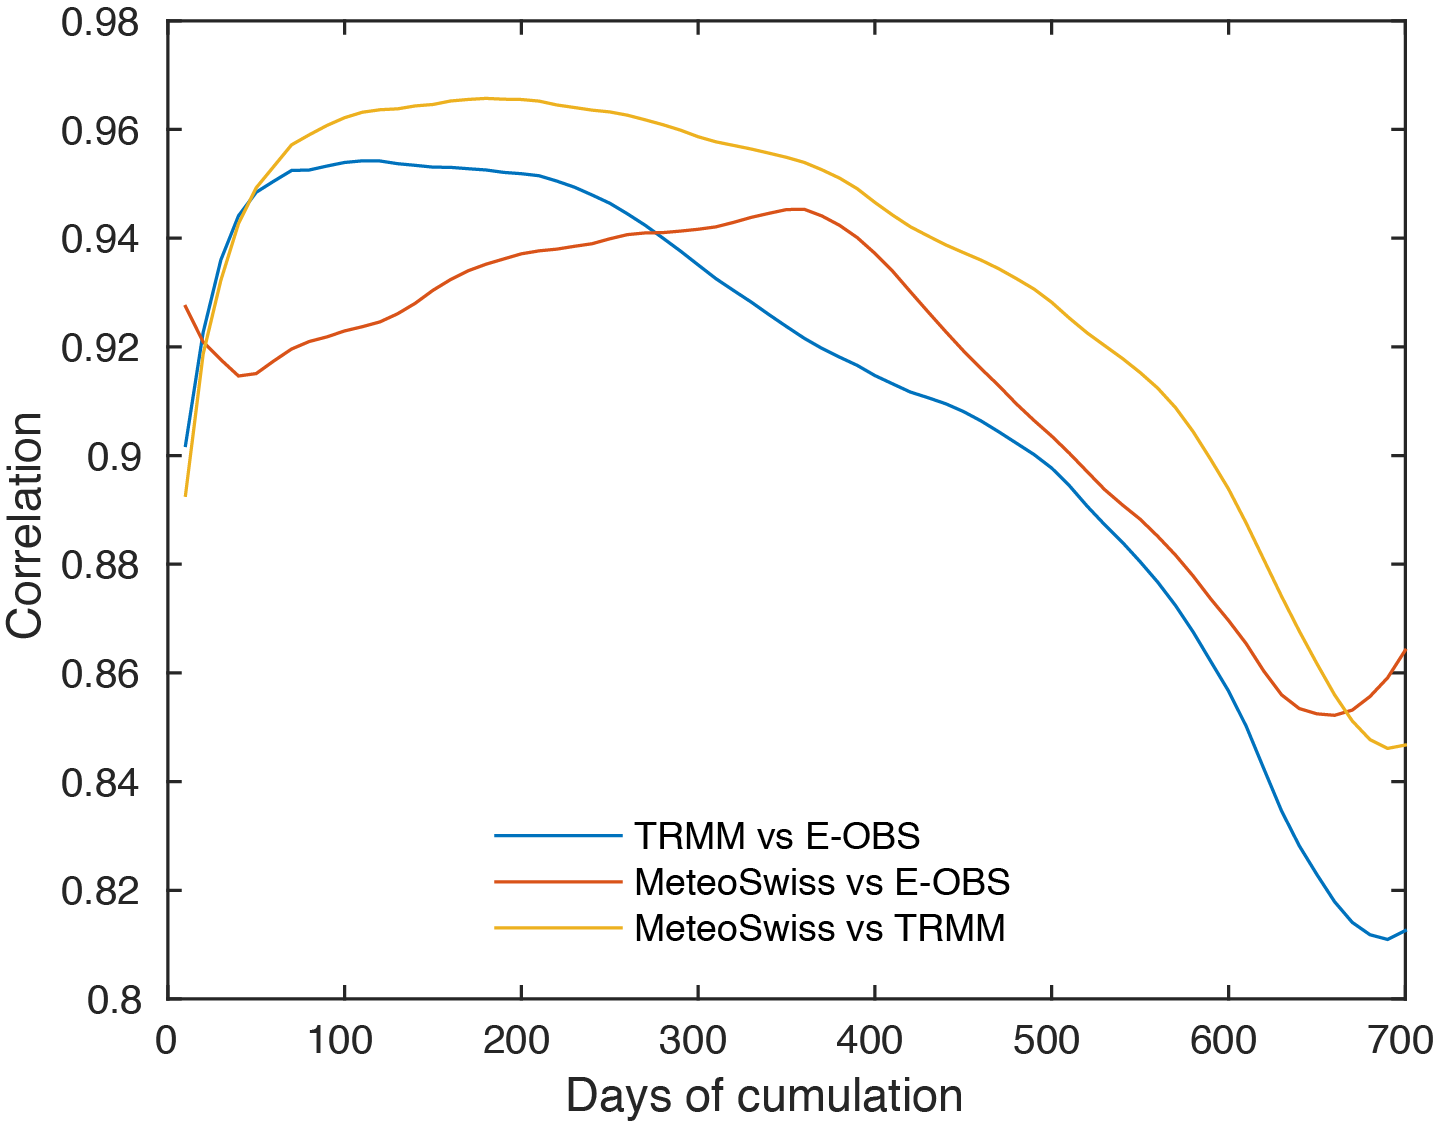 0.98
0.96
0.94
0.92
0.9
0.88
0.86
0.84
0.82
0.8
Correlation
TRMM vs E-OBS
MeteoSwiss vs E-OBS
MeteoSwiss vs TRMM
0 100 200 300 400 500 600 700
Days of cumulation